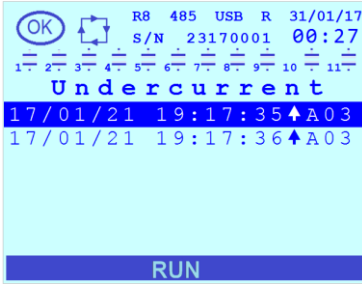 OK R8 485 USB R 31/01/17
S/N 23170001 00:27
1 2 3 4 5 6 7 8 9 10 11
Undercurrent
17/01/21 19:17:35↑A03
17/01/21 19:17:36↑A03
RUN